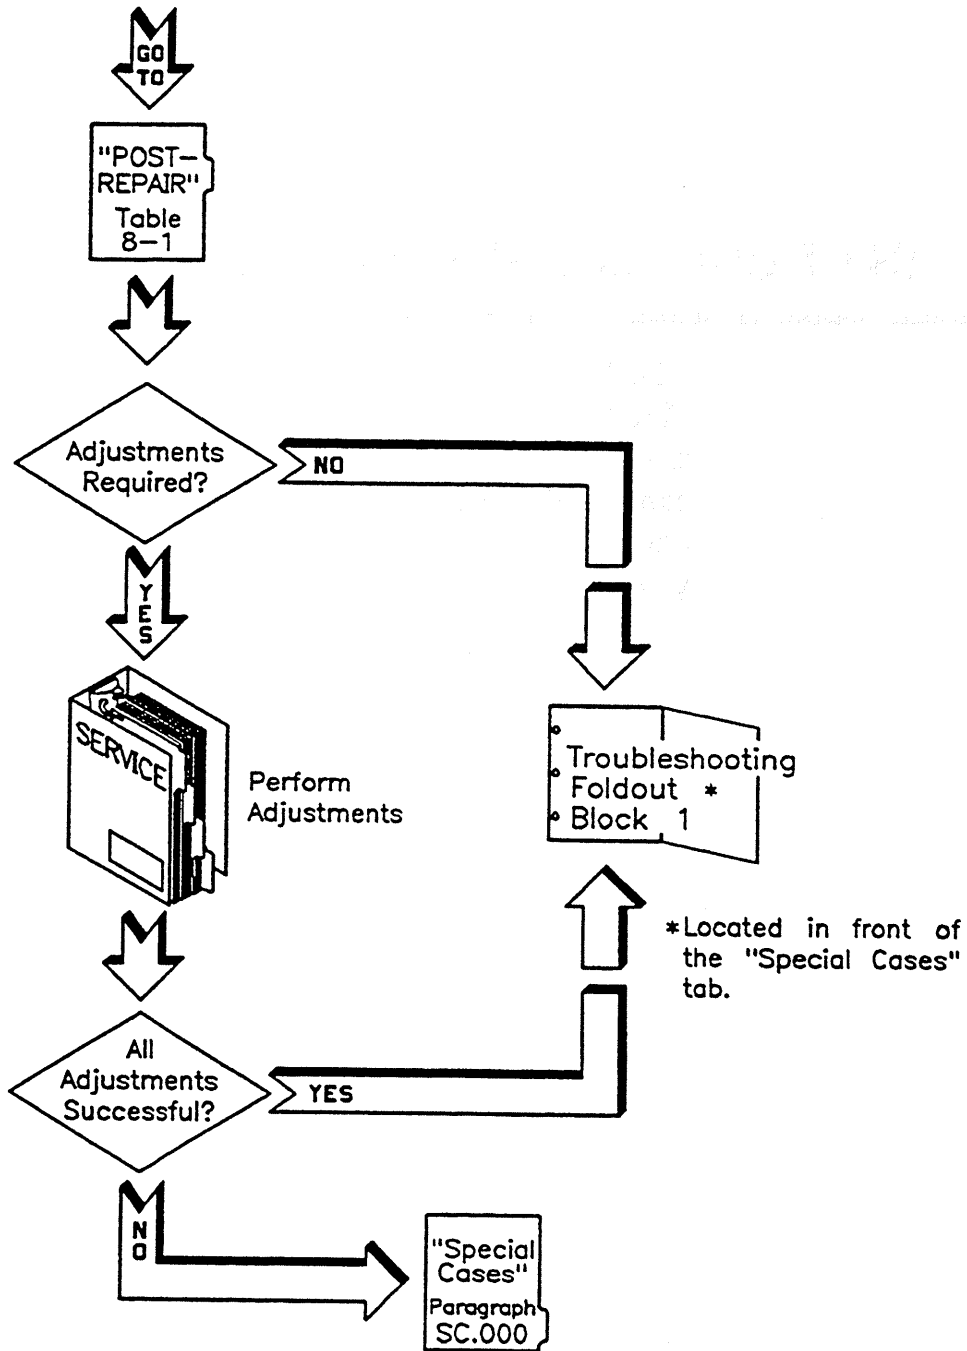 GO
TO
"POST-
REPAIR"
Table
8-1
Adjustments
Required?
NO
YES
SERVICE
Perform
Adjustments
Troubleshooting
Foldout *
Block 1
*Located in front of
the "Special Cases"
tab.
All
Adjustments
Successful?
YES
NO
"Special
Cases"
Paragraph
SC.000